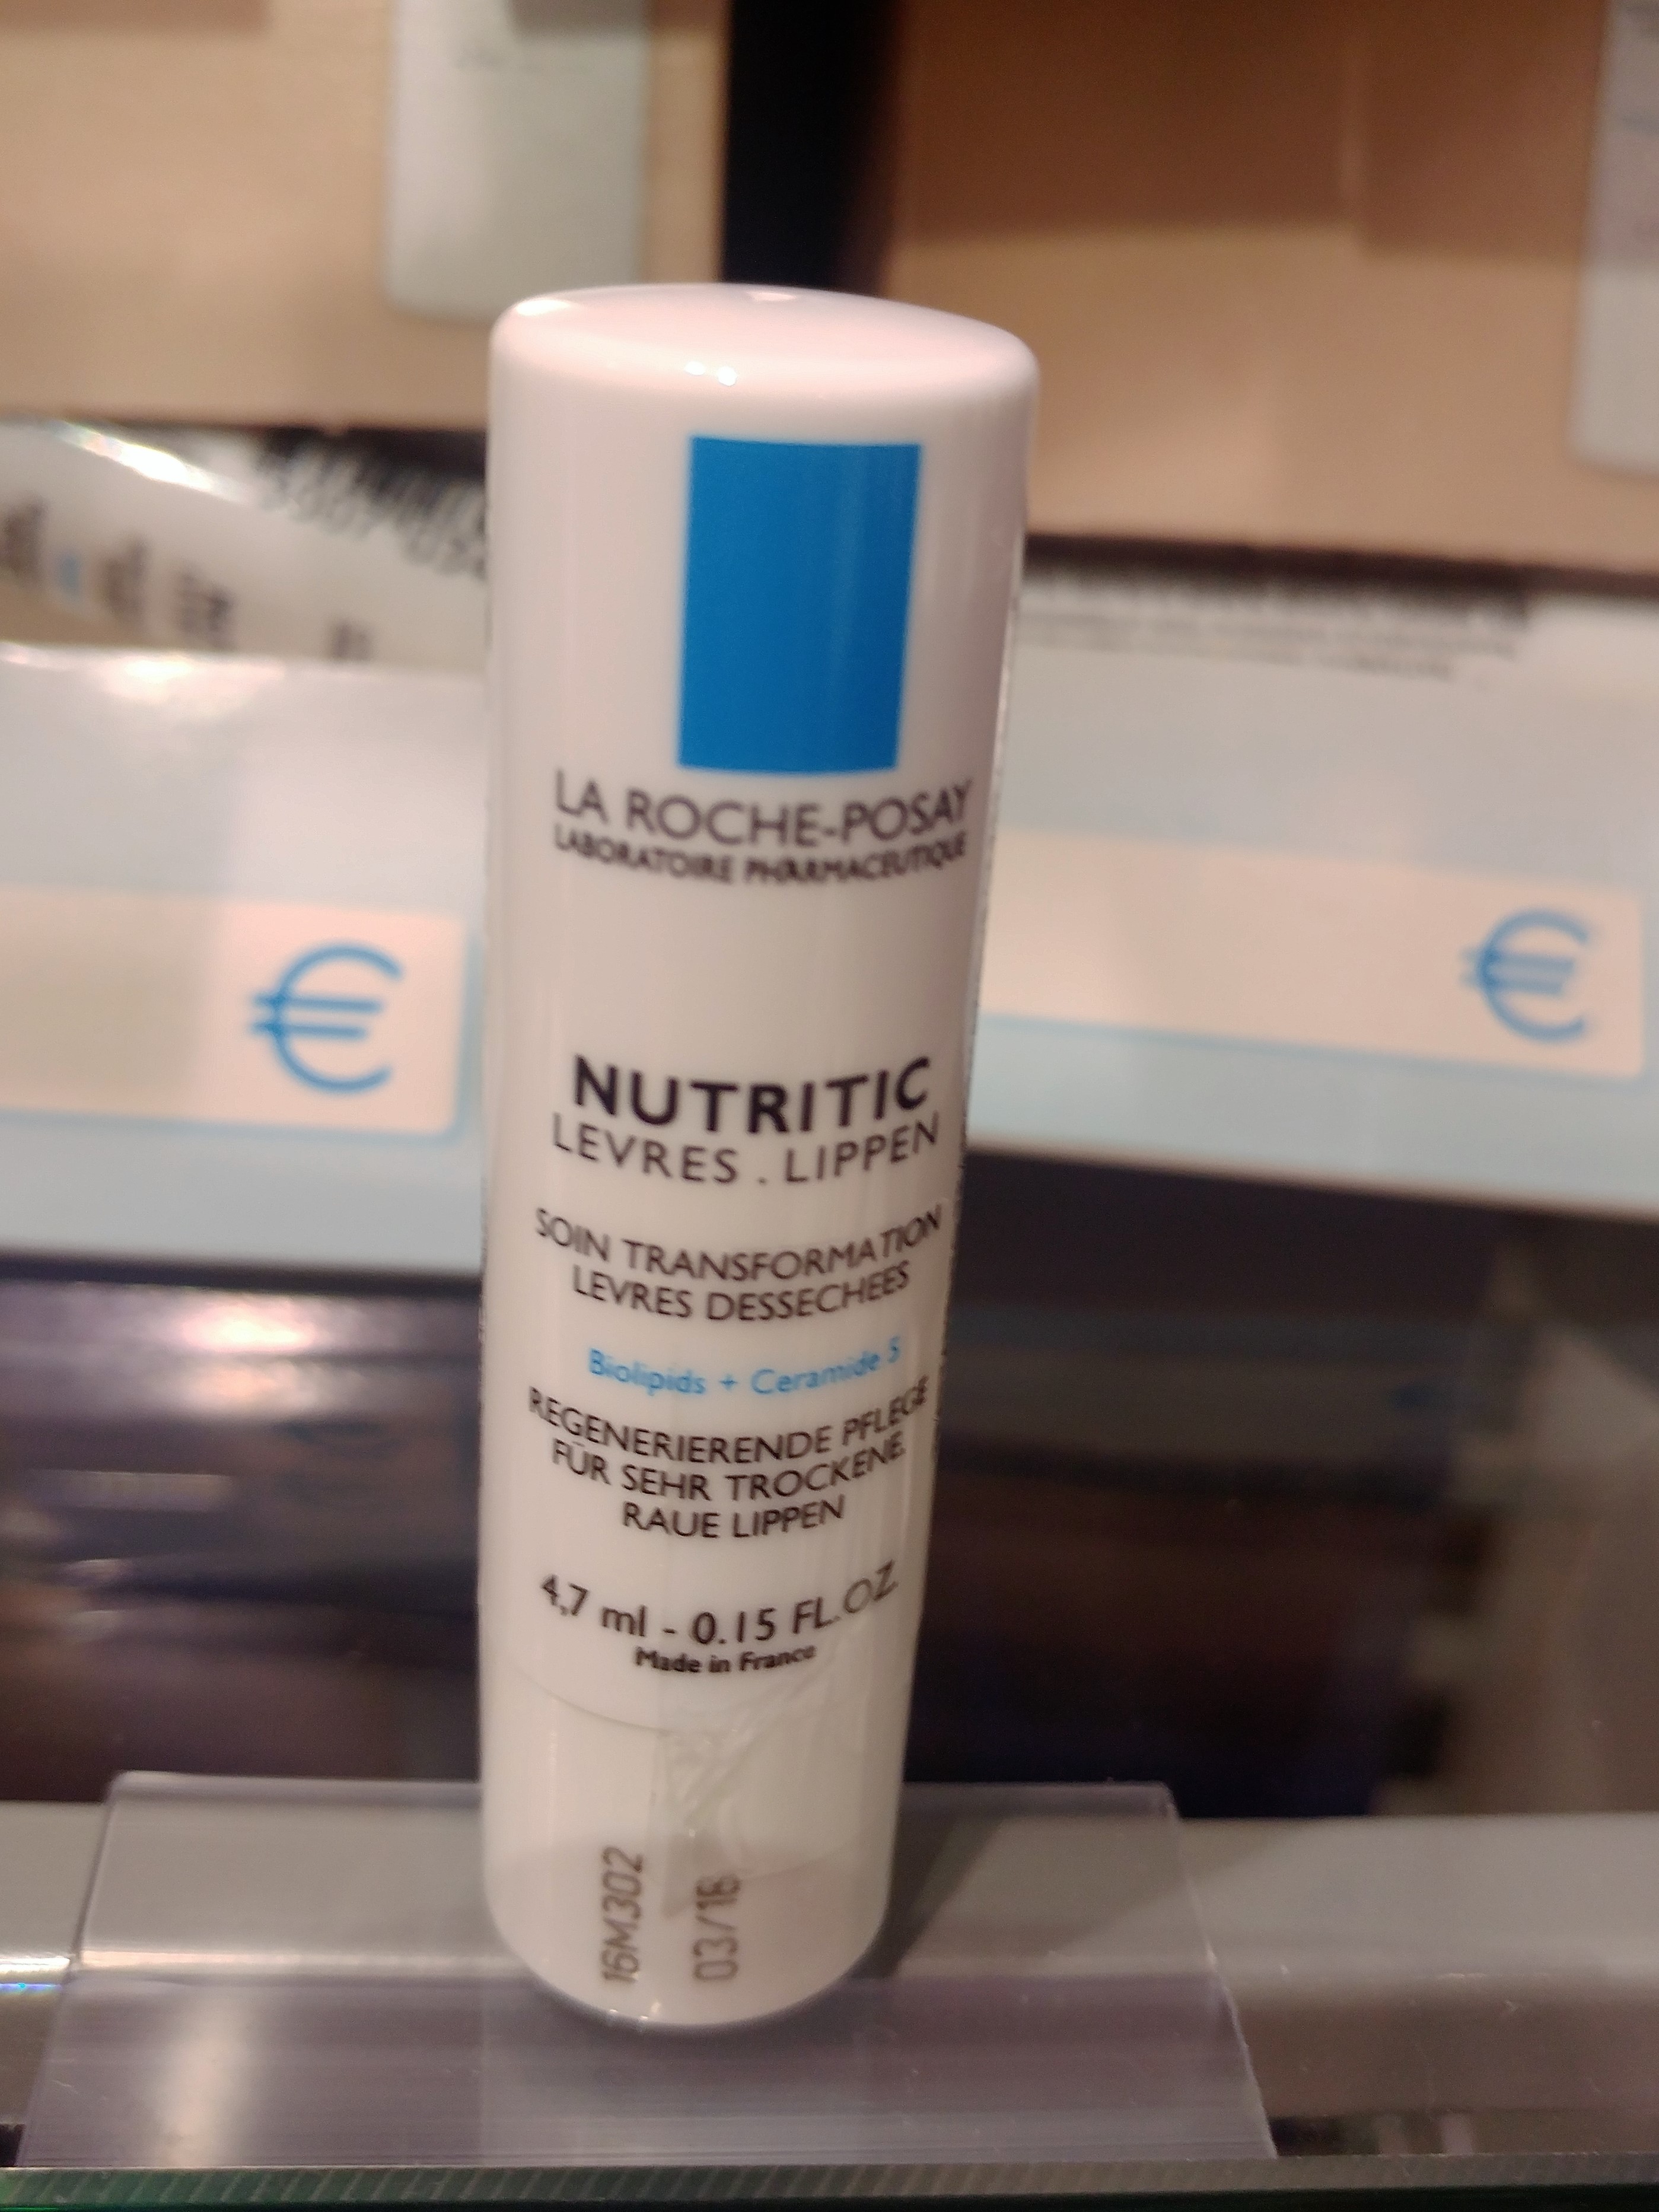 LA ROCHE-POSAY
LABORATOIRE PHARMACEUTIQUE
€
€
NUTRITIC
LEVRES . LIPPEN
SOIN TRANSFORMATION
LEVRES DESSECHEES
Biolipids + Ceramide 5
REGENERIERENDE PFLEGE
FÜR SEHR TROCKENE,
RAUE LIPPEN
4,7 ml - 0.15 FL.OZ.
Made in France
16M302
03/18